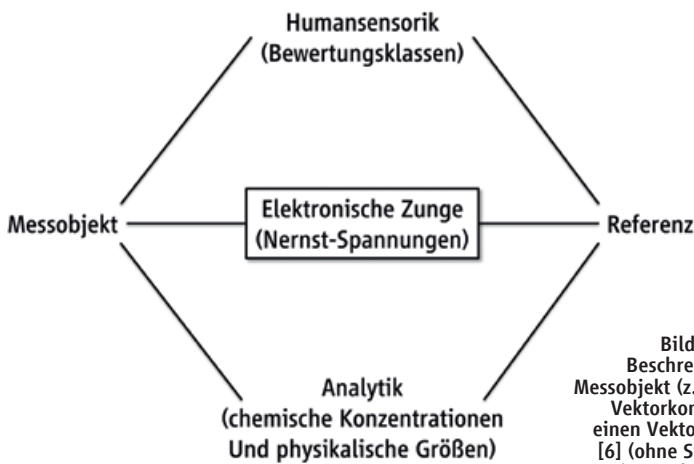 Humansensorik
(Bewertungsklassen)
Messobjekt
Elektronische Zunge
(Nernst-Spannungen)
Referenz
Analytik
(chemische Konzentrationen
Und physikalische Größen)
Bild
Beschre
Messobjekt (z.
Vektorkon
einen Vekto
[6] (ohne S